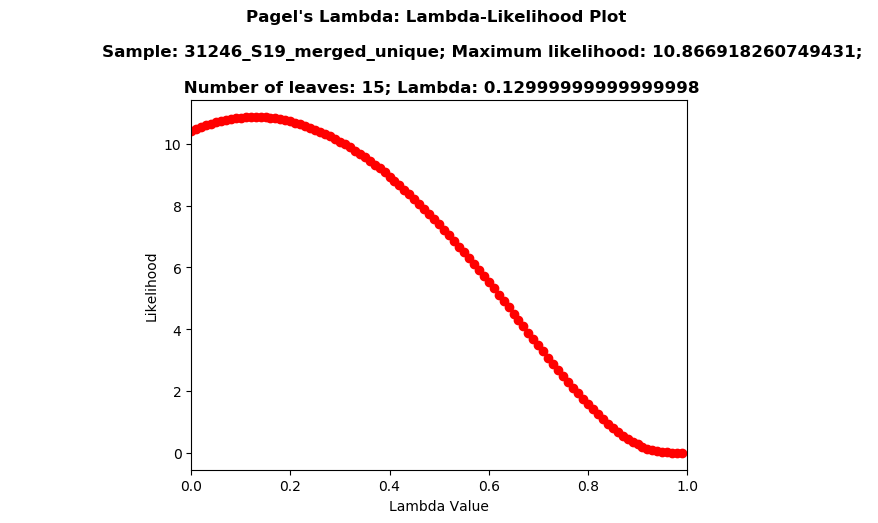 Pagel's Lambda: Lambda-Likelihood Plot
Sample: 31246_S19_merged_unique; Maximum likelihood: 10.866918260749431;
Number of leaves: 15; Lambda: 0.12999999999999998
10
8
6
4
2
0
Likelihood
0.0 0.2 0.4 0.6 0.8 1.0
Lambda Value